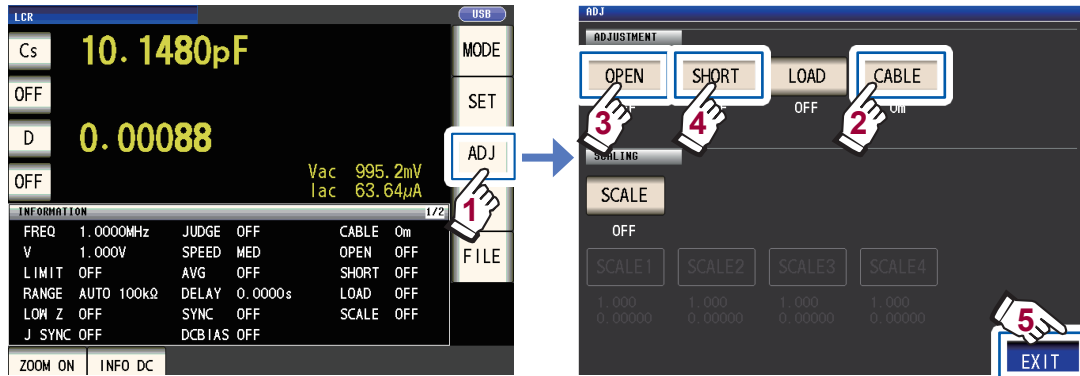 LCR USB
Cs 10.1480pF MODE
OFF SET
D 0.00088 ADJ
OFF Vac 995.2mV
Iac 63.64μA
1
INFORMATION 1/2
FREQ 1.0000MHz JUDGE OFF CABLE 0m
V 1.000V SPEED MED OPEN OFF FILE
LIMIT OFF AVG OFF SHORT OFF
RANGE AUTO 100kΩ DELAY 0.0000s LOAD OFF
LOW Z OFF SYNC OFF SCALE OFF
J SYNC OFF DCBIAS OFF
ZOOM ON INFO DC
ADJ
ADJUSTMENT
OPEN SHORT LOAD CABLE
OFF 0m
3 4 2
SCALING
SCALE
OFF
SCALE1 SCALE2 SCALE3 SCALE4
1.000 1.000 1.000 1.000
0.00000 0.00000 0.00000 0.00000
5
EXIT